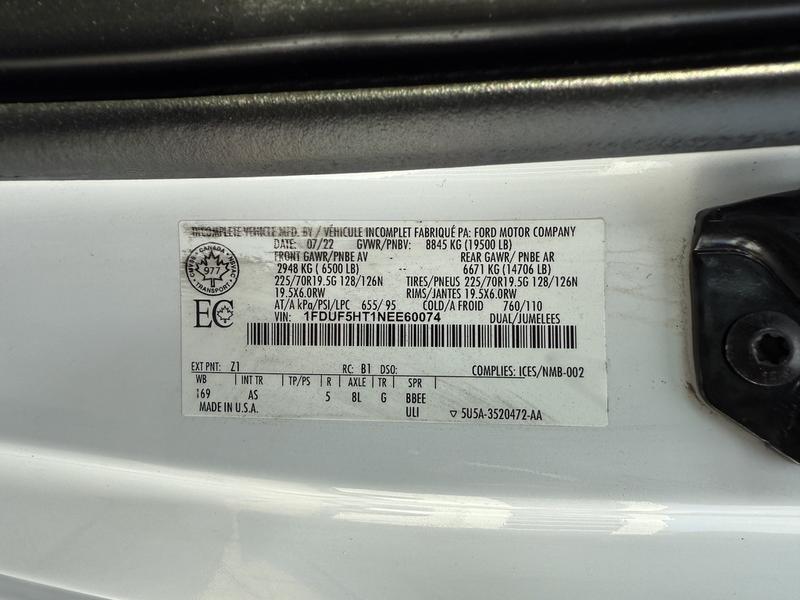 INCOMPLETE VEHICLE MFD. BY / VÉHICULE INCOMPLET FABRIQUÉ PA: FORD MOTOR COMPANY
DATE: 07/22 GVWR/PNBV: 8845 KG (19500 LB)
FRONT GAWR/PNBE AV REAR GAWR/ PNBE AR
2948 KG ( 6500 LB) -- 6671 KG (14706 LB)
225/70R19.5G 128/126N TIRES/PNEUS 225/70R19.5G 128/126N
19.5X6.0RW RIMS/JANTES 19.5X6.0RW
AT/A kPa/PSI/LPC 655/ 95 COLD/A FROID 760/110
VIN: 1FDUF5HT1NEE60074 DUAL/JUMELEES
CANADA
977
TRANSPORT
EC
EXT PNT: Z1 RC: B1 DSO: COMPLIES: ICES/NMB-002
WB INT TR TP/PS R AXLE TR SPR
169 AS 5 8L G BBEE
MADE IN U.S.A. ULI ▽ 5U5A-3520472-AA